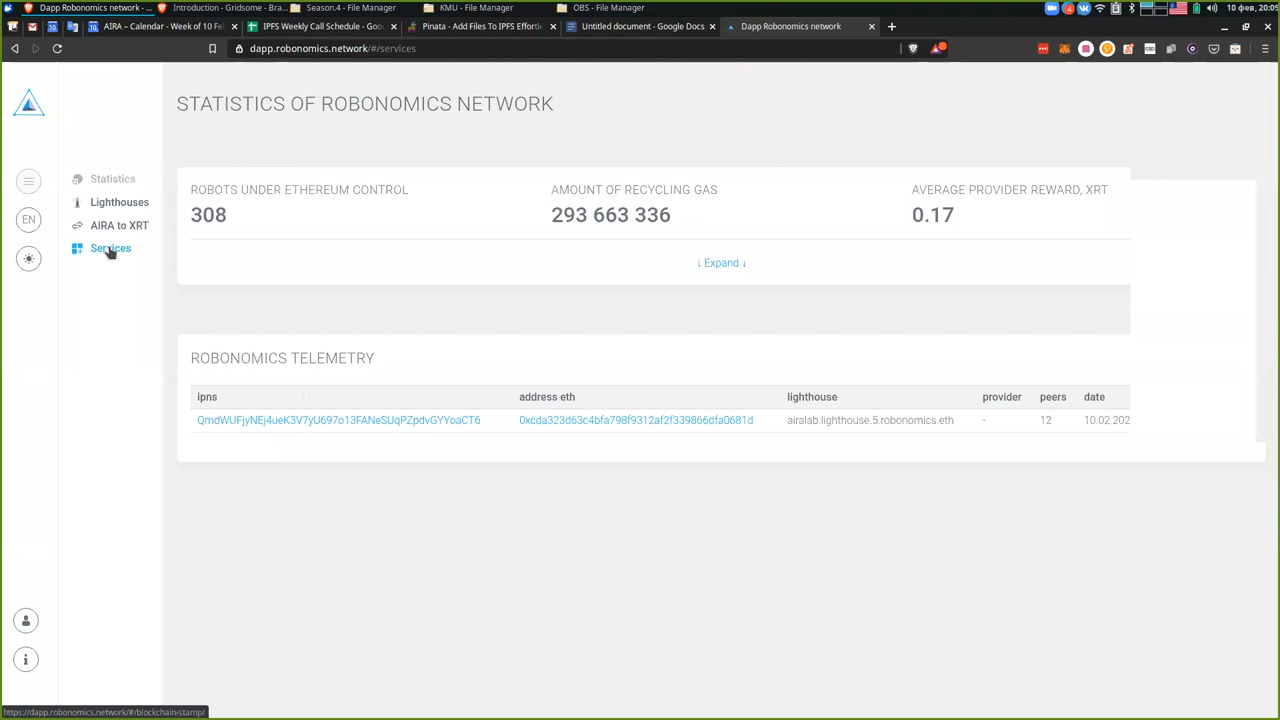 Dapp Robonomics network - ...
Introduction - Gridsome - Bra...
Season.4 - File Manager
KMU - File Manager
OBS - File Manager
4
10 фев, 20:05
10
10
AIRA – Calendar - Week of 10 Fe
IPFS Weekly Call Schedule - Goo
Pinata - Add Files To IPFS Effortle
Untitled document - Google Docs
Dapp Robonomics network
dapp.robonomics.network/#/services
STATISTICS OF ROBONOMICS NETWORK
EN
Statistics
Lighthouses
AIRA to XRT
Services
ROBOTS UNDER ETHEREUM CONTROL
AMOUNT OF RECYCLING GAS
AVERAGE PROVIDER REWARD, XRT
308
293 663 336
0.17
↓ Expand ↓
ROBONOMICS TELEMETRY
ipns
address eth
lighthouse
provider
peers
date
QmdWUFjyNEj4ueK3V7yU697o13FANeSUqPZpdvGYYoaCT6
0xcda323d63c4bfa798f9312af2f339866dfa0681d
airalab.lighthouse.5.robonomics.eth
-
12
10.02.202
https://dapp.robonomics.network/#/blockchain-stamp/